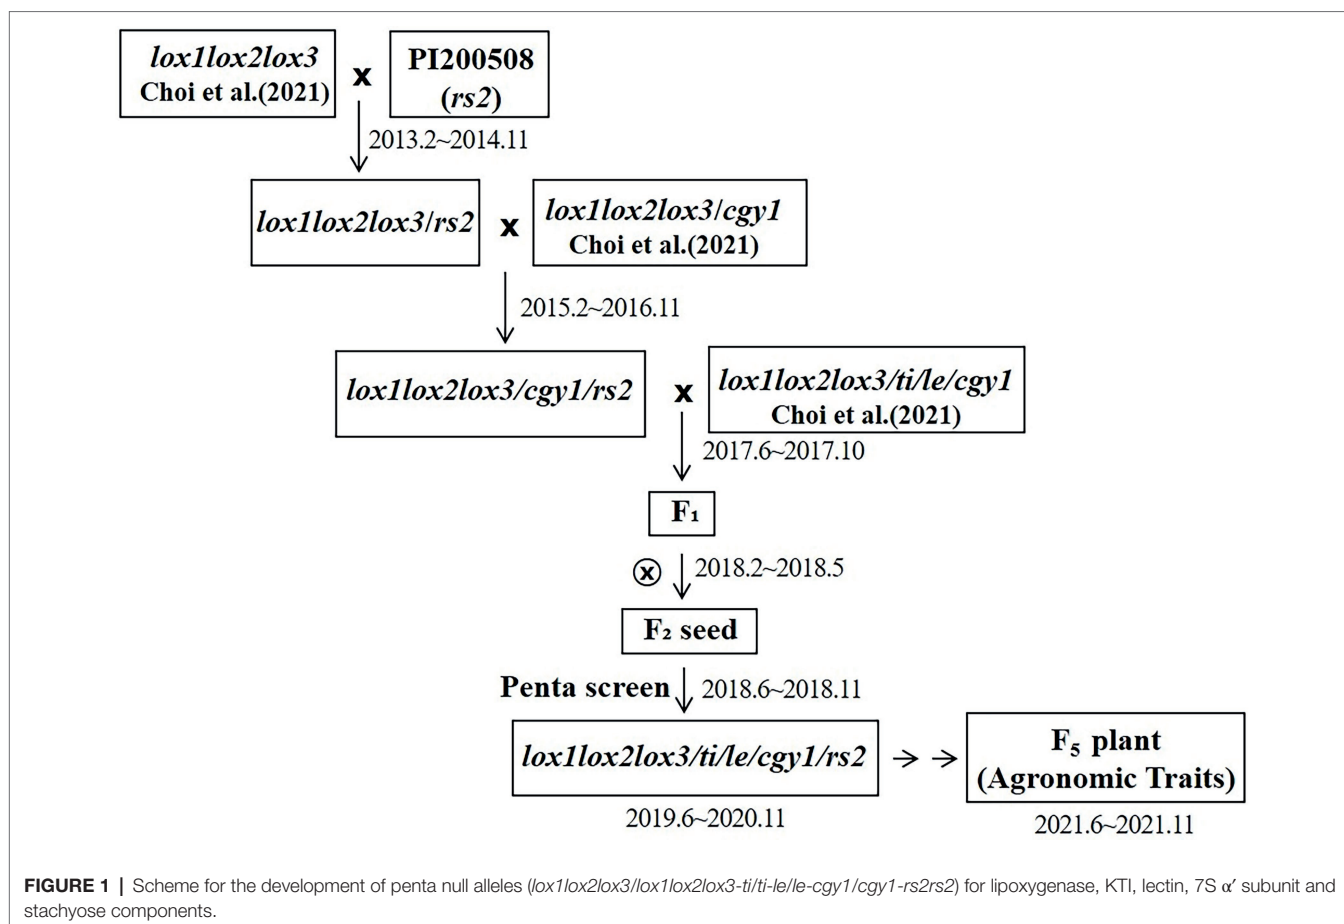 lox1lox2lox3
Choi et al.(2021)
x
PI200508
(rs2)
2013.2~2014.11
lox1lox2lox3/rs2
x
lox1lox2lox3/cgy1
Choi et al.(2021)
2015.2~2016.11
lox1lox2lox3/cgy1/rs2
x
lox1lox2lox3/ti/le/cgy1
Choi et al.(2021)
2017.6~2017.10
F₁
ⓧ 2018.2~2018.5
F₂ seed
Penta screen 2018.6~2018.11
lox1lox2lox3/ti/le/cgy1/rs2
2019.6~2020.11
F₅ plant
(Agronomic Traits)
2021.6~2021.11
FIGURE 1 | Scheme for the development of penta null alleles (lox1lox2lox3/lox1lox2lox3-ti/ti-le/le-cgy1/cgy1-rs2rs2) for lipoxygenase, KTI, lectin, 7S α′ subunit and
stachyose components.